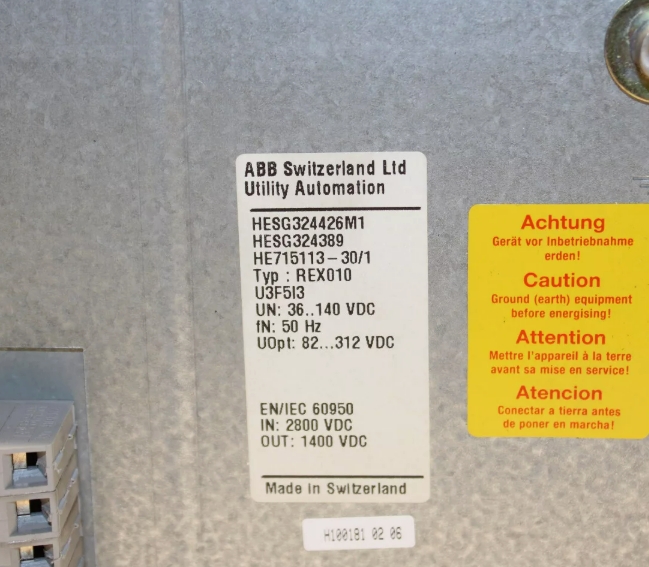 ABB Switzerland Ltd
Utility Automation
HESG324426M1
HESG324389
HE715113-30/1
Typ : REX010
U3F5I3
UN: 36..140 VDC
fN: 50 Hz
UOpt: 82...312 VDC
EN/IEC 60950
IN: 2800 VDC
OUT: 1400 VDC
Made in Switzerland
H100181 02 06
Achtung
Gerät vor Inbetriebnahme
erden!
Caution
Ground (earth) equipment
before energising!
Attention
Mettre l'appareil à la terre
avant sa mise en service!
Atencion
Conectar a tierra antes
de poner en marcha!